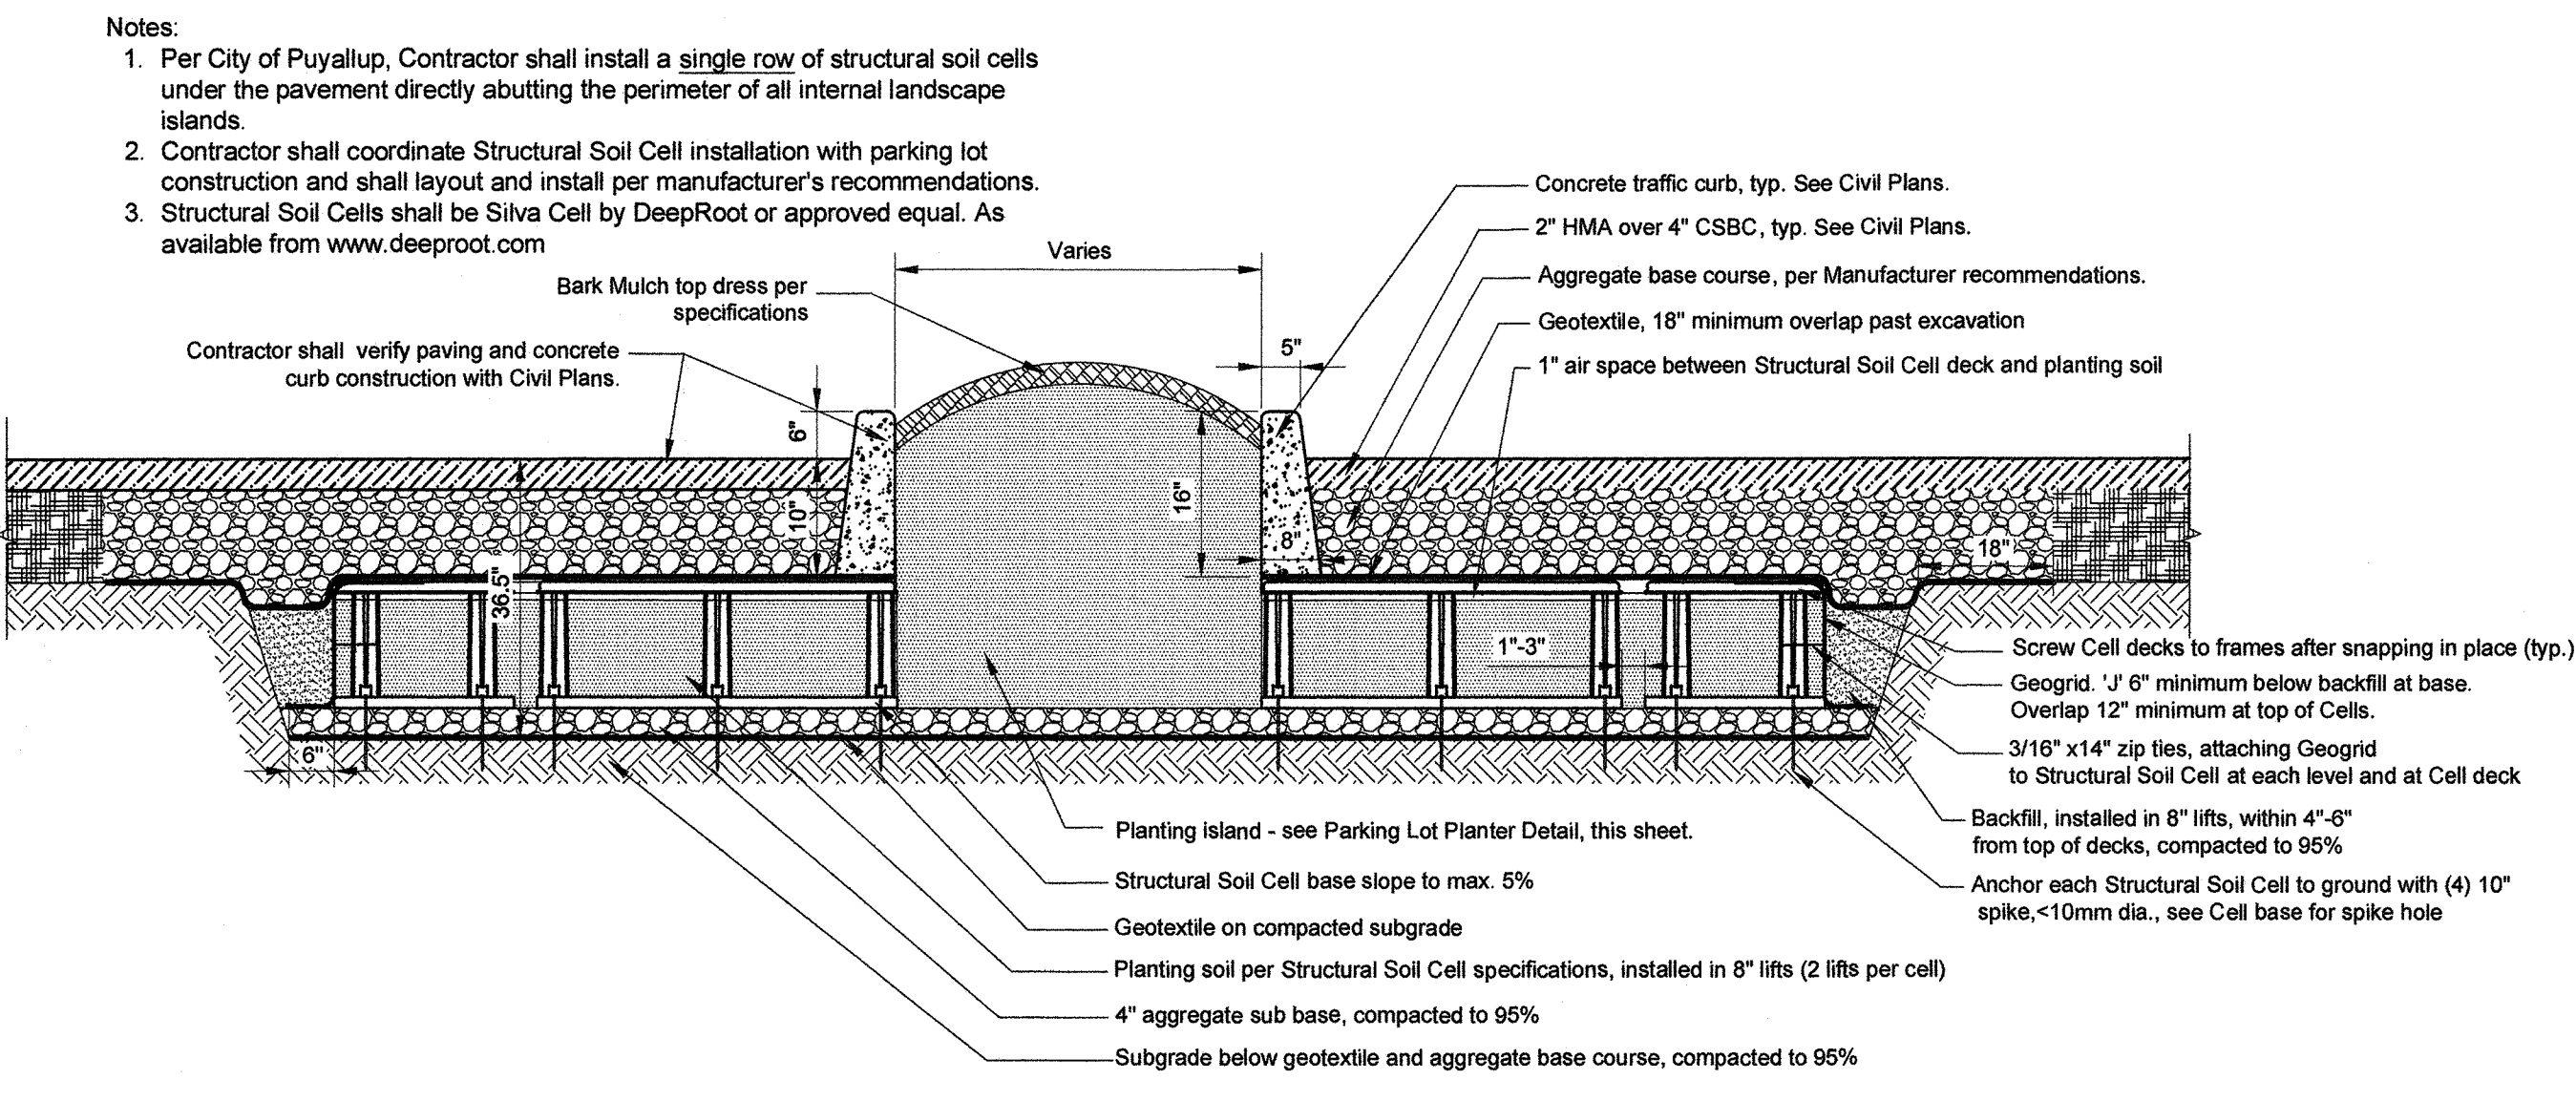 Notes:
1. Per City of Puyallup, Contractor shall install a single row of structural soil cells
under the pavement directly abutting the perimeter of all internal landscape
islands.
2. Contractor shall coordinate Structural Soil Cell installation with parking lot
construction and shall layout and install per manufacturer's recommendations.
3. Structural Soil Cells shall be Silva Cell by DeepRoot or approved equal. As
available from www.deeproot.com
Varies
Bark Mulch top dress per
specifications
Contractor shall verify paving and concrete
curb construction with Civil Plans.
Concrete traffic curb, typ. See Civil Plans.
2" HMA over 4" CSBC, typ. See Civil Plans.
Aggregate base course, per Manufacturer recommendations.
Geotextile, 18" minimum overlap past excavation
1" air space between Structural Soil Cell deck and planting soil
5"
6"
10"
16"
8"
18"
36.5"
1"-3"
6"
Screw Cell decks to frames after snapping in place (typ.)
Geogrid. 'J' 6" minimum below backfill at base.
Overlap 12" minimum at top of Cells.
3/16" x14" zip ties, attaching Geogrid
to Structural Soil Cell at each level and at Cell deck
Backfill, installed in 8" lifts, within 4"-6"
from top of decks, compacted to 95%
Anchor each Structural Soil Cell to ground with (4) 10"
spike,<10mm dia., see Cell base for spike hole
Planting island - see Parking Lot Planter Detail, this sheet.
Structural Soil Cell base slope to max. 5%
Geotextile on compacted subgrade
Planting soil per Structural Soil Cell specifications, installed in 8" lifts (2 lifts per cell)
4" aggregate sub base, compacted to 95%
Subgrade below geotextile and aggregate base course, compacted to 95%